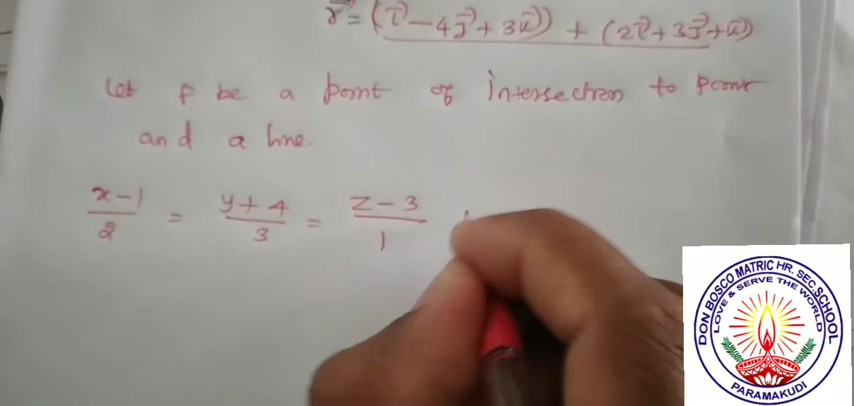 r⃗ = (i⃗ − 4j⃗ + 3k⃗) + (2i⃗ + 3j⃗ + k⃗)
Let F be a point of intersection to point
and a line.
x − 1 / 2 = y + 4 / 3 = z − 3 / 1
DON BOSCO MATRIC HR. SEC. SCHOOL
LOVE & SERVE THE WORLD
PARAMAKUDI